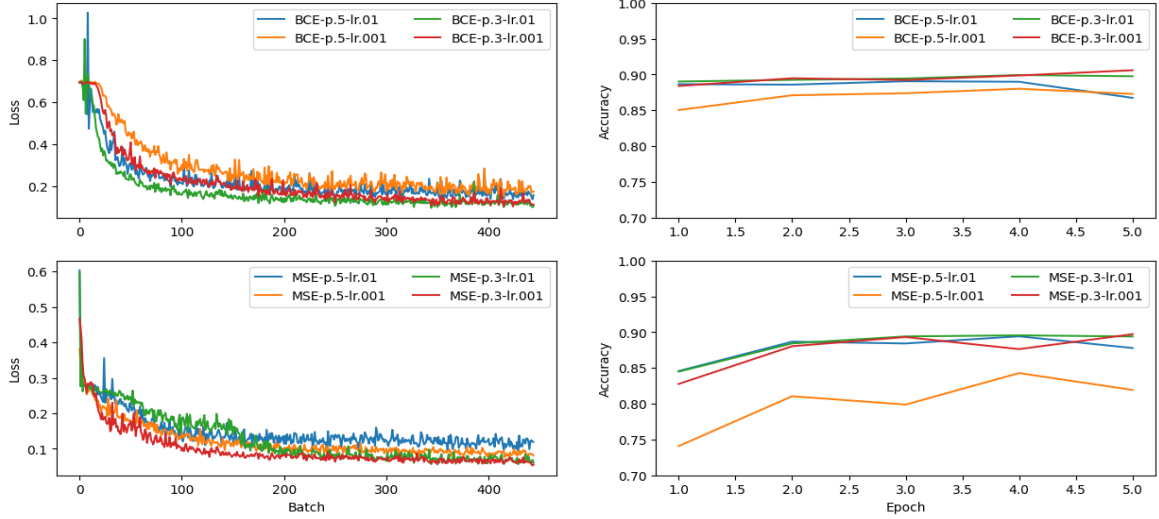 BCE-p.5-lr.01 BCE-p.3-lr.01
BCE-p.5-lr.001 BCE-p.3-lr.001
1.0
0.8
0.6
0.4
0.2
Loss
0 100 200 300 400
BCE-p.5-lr.01 BCE-p.3-lr.01
BCE-p.5-lr.001 BCE-p.3-lr.001
1.00
0.95
0.90
0.85
0.80
0.75
0.70
Accuracy
1.0 1.5 2.0 2.5 3.0 3.5 4.0 4.5 5.0
MSE-p.5-lr.01 MSE-p.3-lr.01
MSE-p.5-lr.001 MSE-p.3-lr.001
0.6
0.5
0.4
0.3
0.2
0.1
Loss
0 100 200 300 400
Batch
MSE-p.5-lr.01 MSE-p.3-lr.01
MSE-p.5-lr.001 MSE-p.3-lr.001
1.00
0.95
0.90
0.85
0.80
0.75
0.70
Accuracy
1.0 1.5 2.0 2.5 3.0 3.5 4.0 4.5 5.0
Epoch